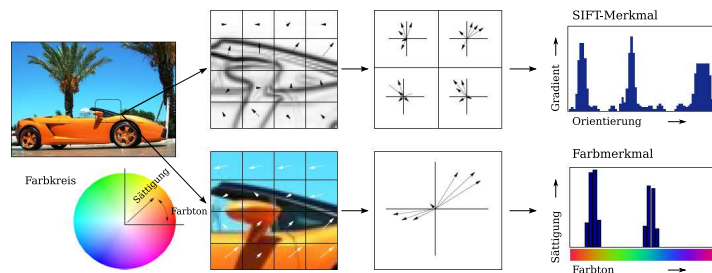 SIFT-Merkmal
Gradient
Orientierung
Farbkreis
Sättigung
Farbton
Farbmerkmal
Sättigung
Farbton